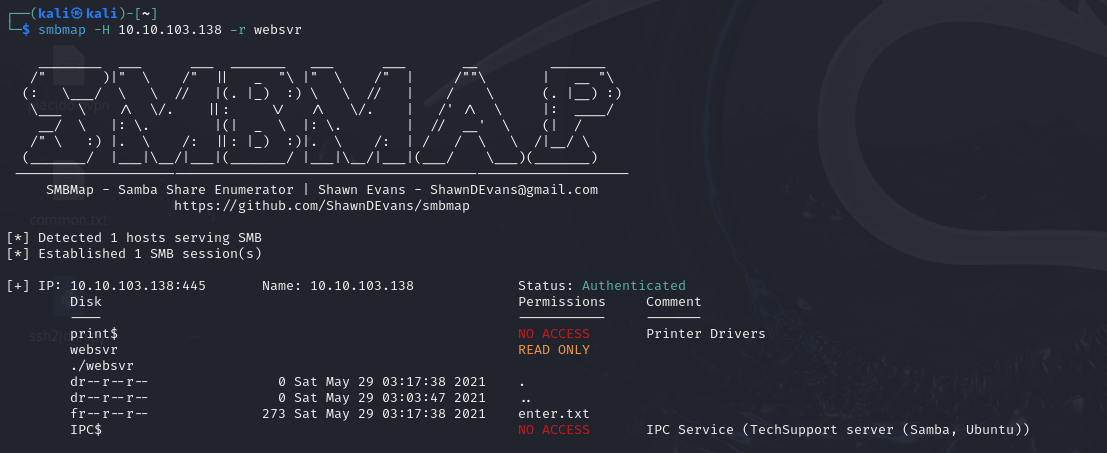 ┌──(kali㉿kali)-[~]
└─$ smbmap -H 10.10.103.138 -r websvr
SMBMap - Samba Share Enumerator | Shawn Evans - ShawnDEvans@gmail.com
https://github.com/ShawnDEvans/smbmap
[*] Detected 1 hosts serving SMB
[*] Established 1 SMB session(s)
[+] IP: 10.10.103.138:445 Name: 10.10.103.138 Status: Authenticated
Disk Permissions Comment
---- ----------- -------
print$ NO ACCESS Printer Drivers
websvr READ ONLY
./websvr
dr--r--r-- 0 Sat May 29 03:17:38 2021 .
dr--r--r-- 0 Sat May 29 03:03:47 2021 ..
fr--r--r-- 273 Sat May 29 03:17:38 2021 enter.txt
IPC$ NO ACCESS IPC Service (TechSupport server (Samba, Ubuntu))
common.txt